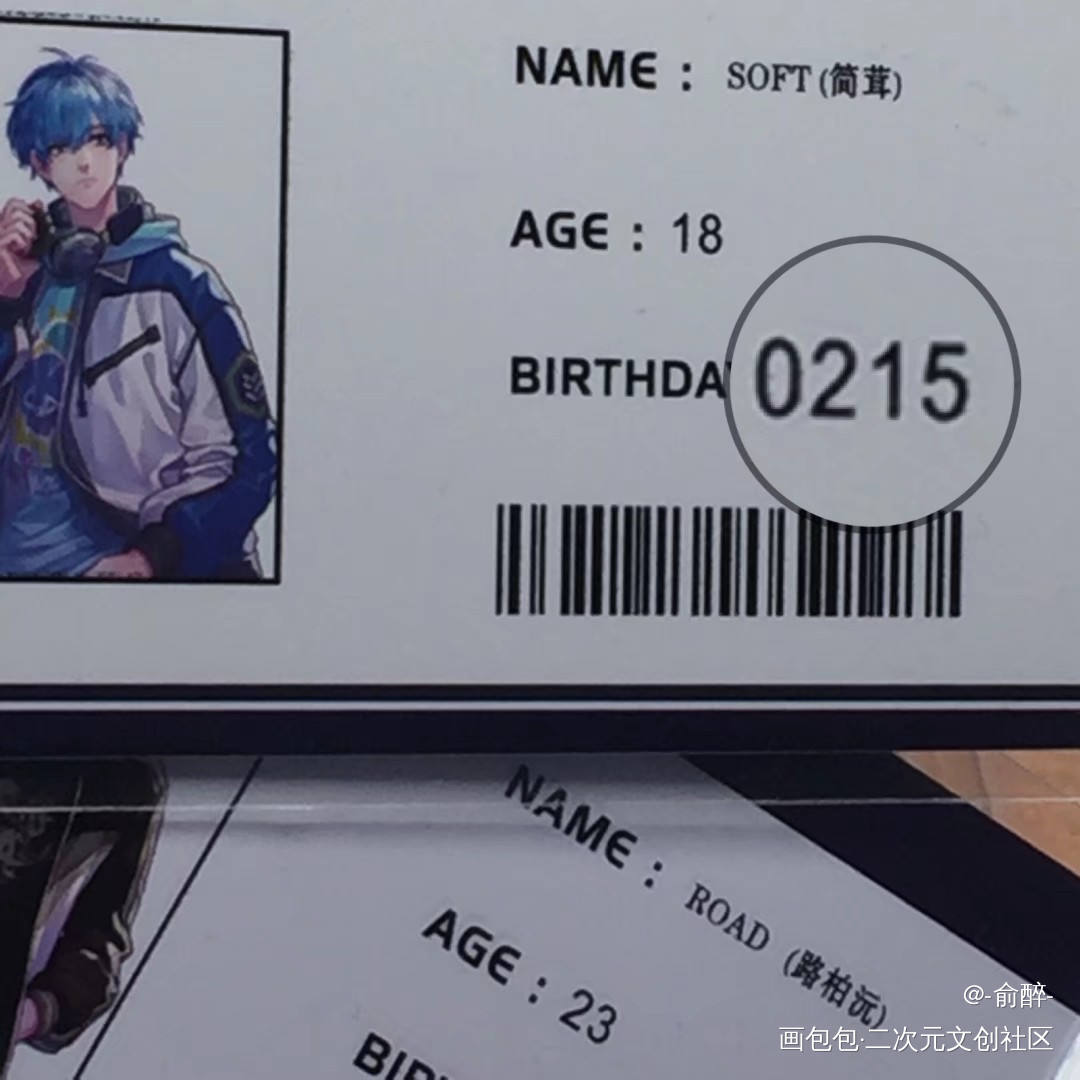 NAME： SOFT (简茸)
AGE： 18
BIRTHDAY
0215
NAME： ROAD （路柏沅）
AGE： 23
@-俞醉-
画包包·二次元文创社区